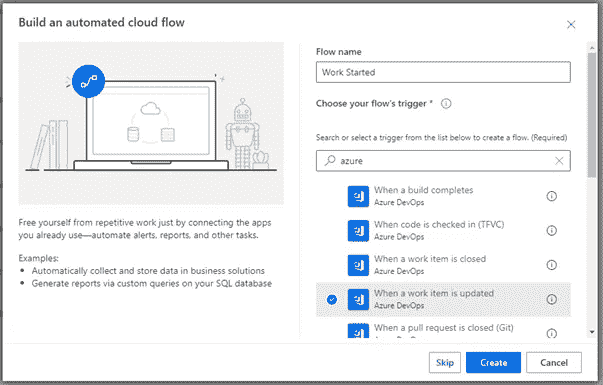 Build an automated cloud flow
Free yourself from repetitive work just by connecting the apps
you already use—automate alerts, reports, and other tasks.
Examples:
• Automatically collect and store data in business solutions
• Generate reports via custom queries on your SQL database
Flow name
Work Started
Choose your flow's trigger *
Search or select a trigger from the list below to create a flow. (Required)
azure
When a build completes
Azure DevOps
When code is checked in (TFVC)
Azure DevOps
When a work item is closed
Azure DevOps
When a work item is updated
Azure DevOps
When a pull request is closed (Git)
Azure DevOps
Skip
Create
Cancel